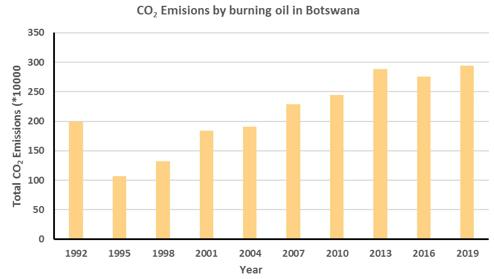 CO₂ Emisions by burning oil in Botswana
Total CO₂ Emissions (*10000
350
300
250
200
150
100
50
0
1992 1995 1998 2001 2004 2007 2010 2013 2016 2019
Year